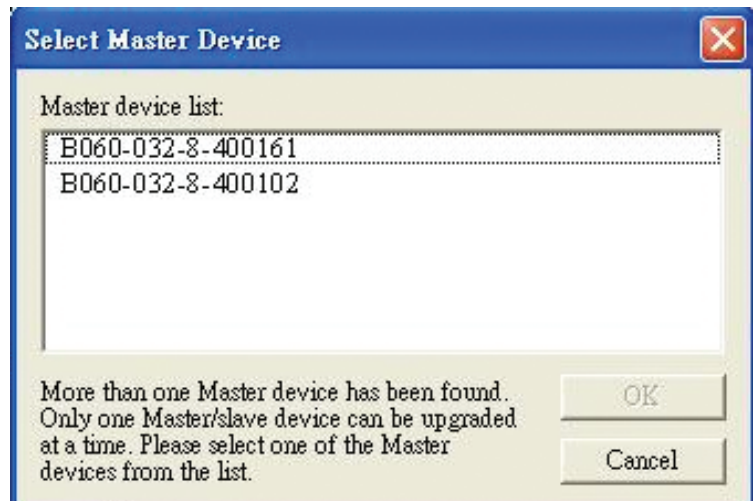 Select Master Device
Master device list:
B060-032-8-400161
B060-032-8-400102
More than one Master device has been found.
Only one Master/slave device can be upgraded
at a time. Please select one of the Master
devices from the list.
OK
Cancel